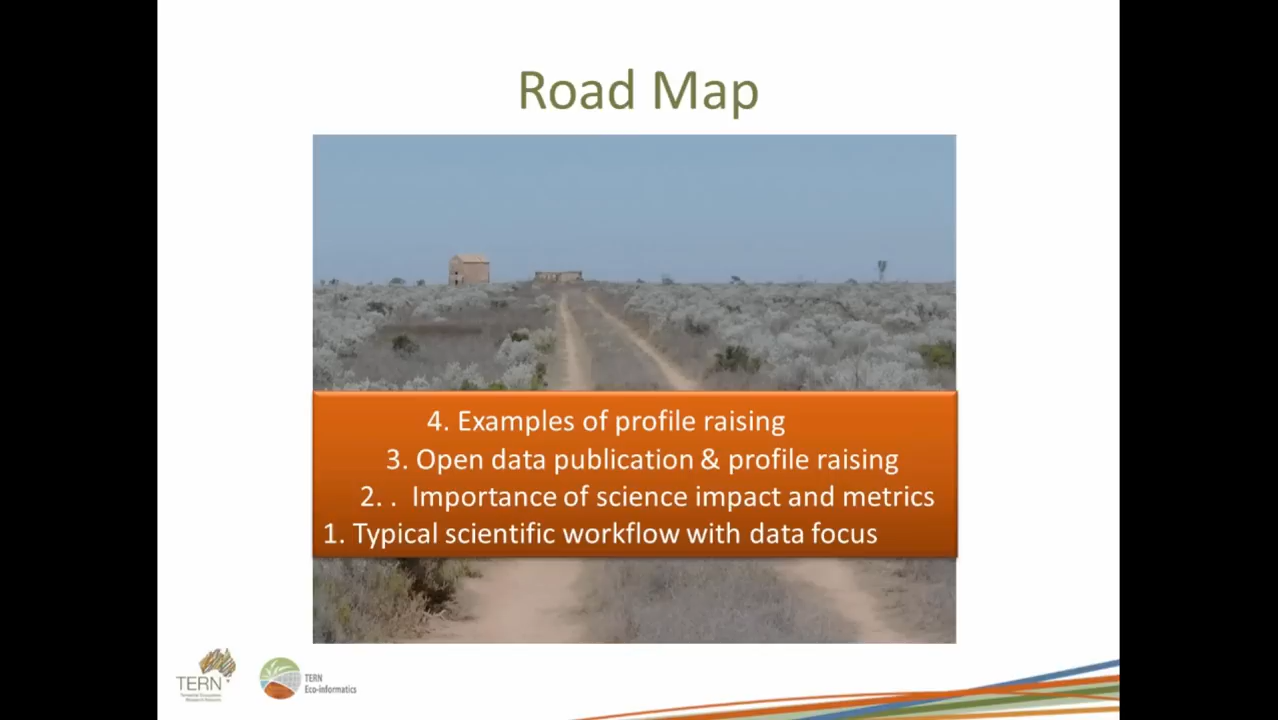 Road Map
4. Examples of profile raising
3. Open data publication & profile raising
2. . Importance of science impact and metrics
1. Typical scientific workflow with data focus
TERN
TERN
Eco-informatics